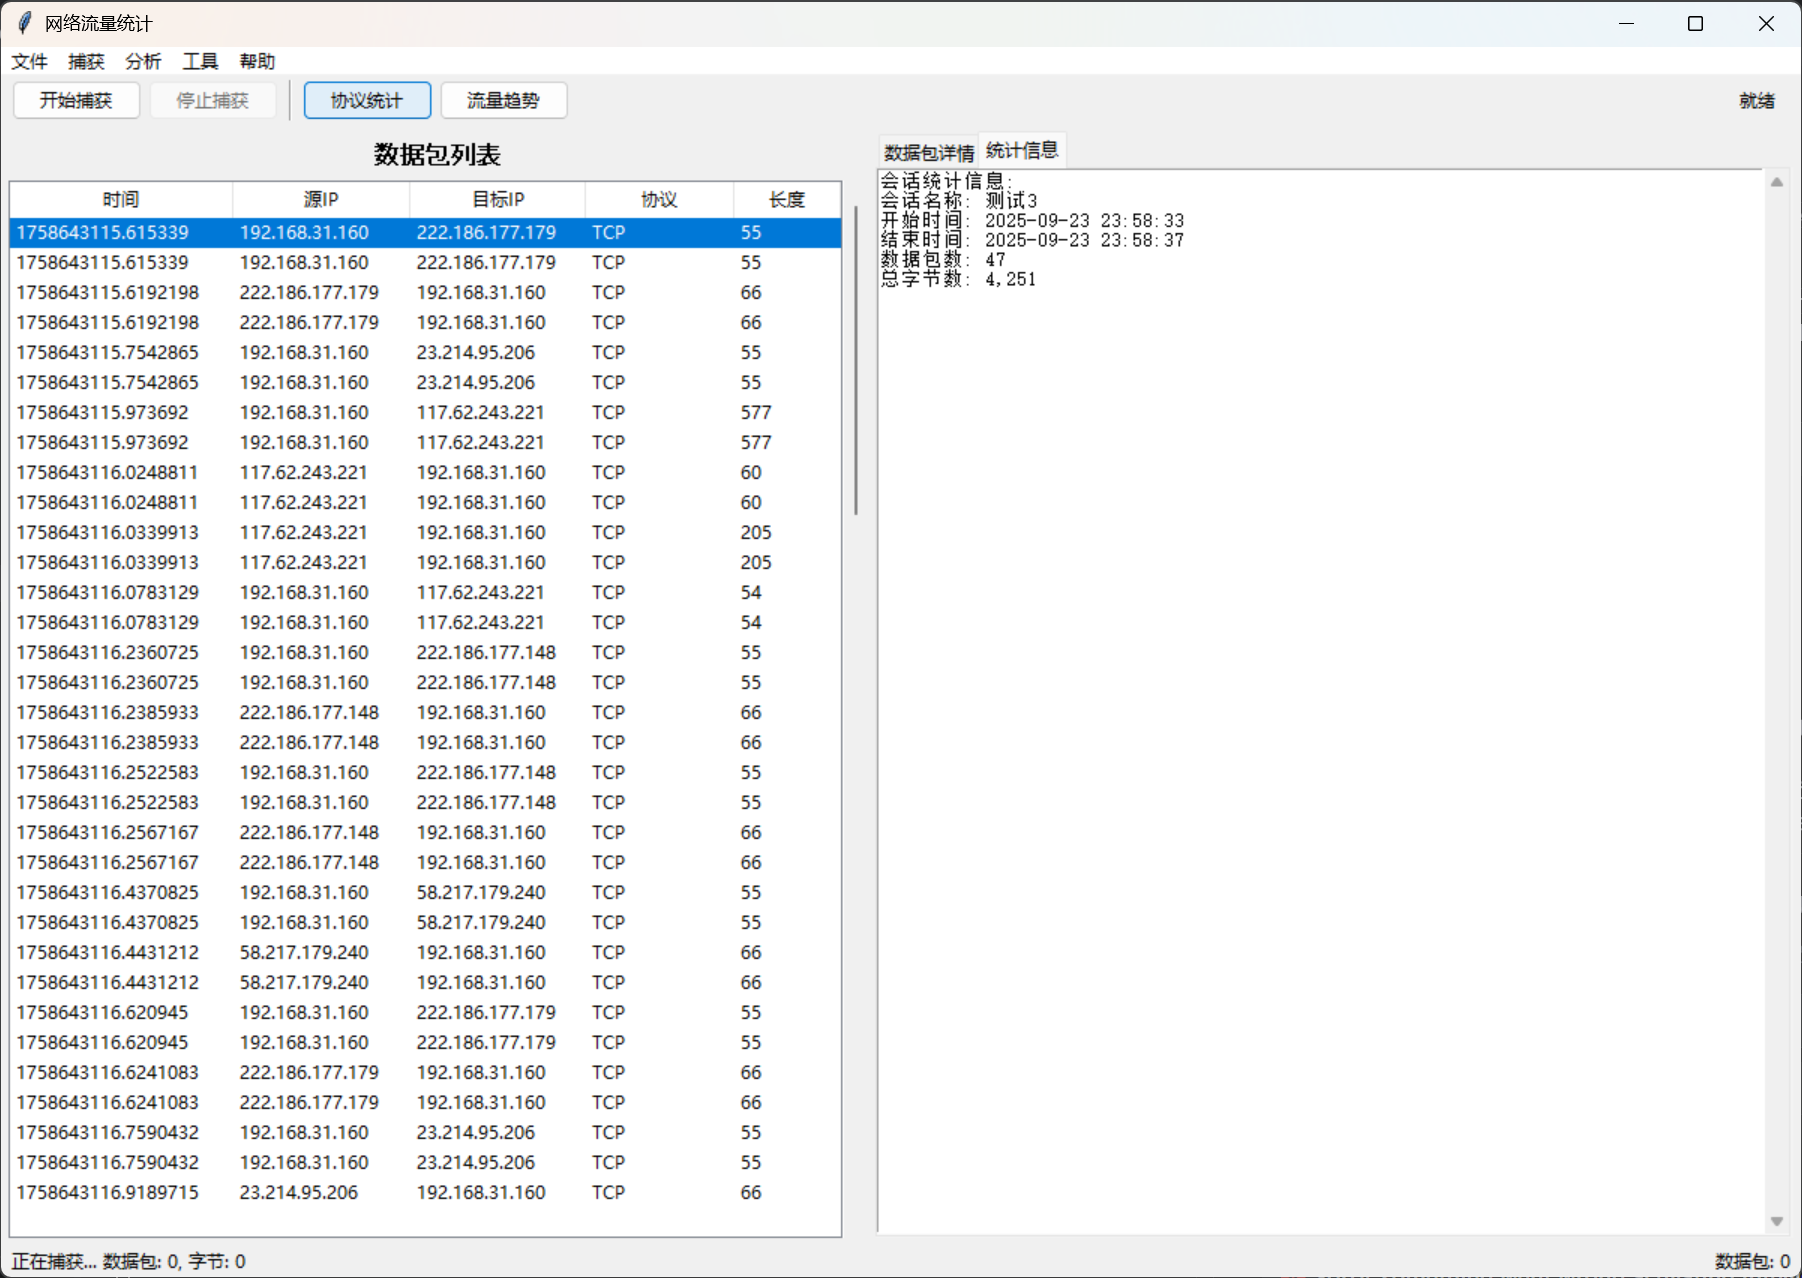 网络流量统计
文件 捕获 分析 工具 帮助
开始捕获 停止捕获 协议统计 流量趋势 就绪
数据包列表
时间 源IP 目标IP 协议 长度
1758643115.615339 192.168.31.160 222.186.177.179 TCP 55
1758643115.615339 192.168.31.160 222.186.177.179 TCP 55
1758643115.6192198 222.186.177.179 192.168.31.160 TCP 66
1758643115.6192198 222.186.177.179 192.168.31.160 TCP 66
1758643115.7542865 192.168.31.160 23.214.95.206 TCP 55
1758643115.7542865 192.168.31.160 23.214.95.206 TCP 55
1758643115.973692 192.168.31.160 117.62.243.221 TCP 577
1758643115.973692 192.168.31.160 117.62.243.221 TCP 577
1758643116.0248811 117.62.243.221 192.168.31.160 TCP 60
1758643116.0248811 117.62.243.221 192.168.31.160 TCP 60
1758643116.0339913 117.62.243.221 192.168.31.160 TCP 205
1758643116.0339913 117.62.243.221 192.168.31.160 TCP 205
1758643116.0783129 192.168.31.160 117.62.243.221 TCP 54
1758643116.0783129 192.168.31.160 117.62.243.221 TCP 54
1758643116.2360725 192.168.31.160 222.186.177.148 TCP 55
1758643116.2360725 192.168.31.160 222.186.177.148 TCP 55
1758643116.2385933 222.186.177.148 192.168.31.160 TCP 66
1758643116.2385933 222.186.177.148 192.168.31.160 TCP 66
1758643116.2522583 192.168.31.160 222.186.177.148 TCP 55
1758643116.2522583 192.168.31.160 222.186.177.148 TCP 55
1758643116.2567167 222.186.177.148 192.168.31.160 TCP 66
1758643116.2567167 222.186.177.148 192.168.31.160 TCP 66
1758643116.4370825 192.168.31.160 58.217.179.240 TCP 55
1758643116.4370825 192.168.31.160 58.217.179.240 TCP 55
1758643116.4431212 58.217.179.240 192.168.31.160 TCP 66
1758643116.4431212 58.217.179.240 192.168.31.160 TCP 66
1758643116.620945 192.168.31.160 222.186.177.179 TCP 55
1758643116.620945 192.168.31.160 222.186.177.179 TCP 55
1758643116.6241083 222.186.177.179 192.168.31.160 TCP 66
1758643116.6241083 222.186.177.179 192.168.31.160 TCP 66
1758643116.7590432 192.168.31.160 23.214.95.206 TCP 55
1758643116.7590432 192.168.31.160 23.214.95.206 TCP 55
1758643116.9189715 23.214.95.206 192.168.31.160 TCP 66
数据包详情 统计信息
会话统计信息:
会话名称: 测试3
开始时间: 2025-09-23 23:58:33
结束时间: 2025-09-23 23:58:37
数据包数: 47
总字节数: 4,251
正在捕获... 数据包: 0, 字节: 0
数据包: 0